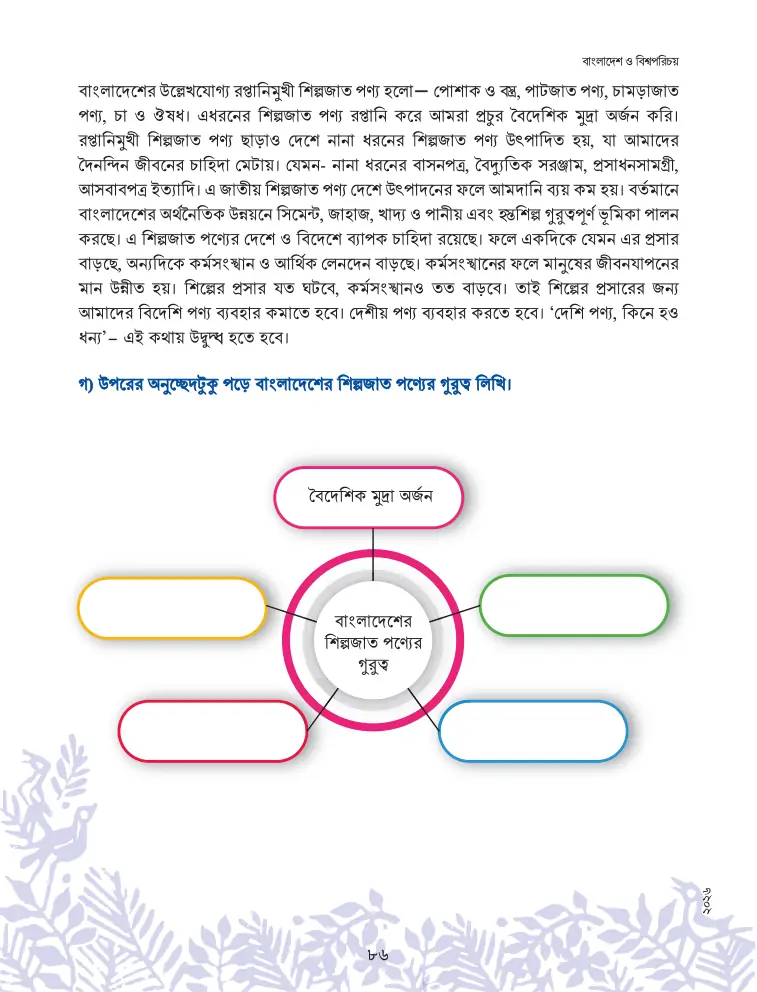 বাংলাদেশ ও বিশ্বপরিচয়
বাংলাদেশের উল্লেখযোগ্য রপ্তানিমুখী শিল্পজাত পণ্য হলো— পোশাক ও বস্ত্র, পাটজাত পণ্য, চামড়াজাত
পণ্য, চা ও ঔষধ। এধরনের শিল্পজাত পণ্য রপ্তানি করে আমরা প্রচুর বৈদেশিক মুদ্রা অর্জন করি।
রপ্তানিমুখী শিল্পজাত পণ্য ছাড়াও দেশে নানা ধরনের শিল্পজাত পণ্য উৎপাদিত হয়, যা আমাদের
দৈনন্দিন জীবনের চাহিদা মেটায়। যেমন- নানা ধরনের বাসনপত্র, বৈদ্যুতিক সরঞ্জাম, প্রসাধনসামগ্রী,
আসবাবপত্র ইত্যাদি। এ জাতীয় শিল্পজাত পণ্য দেশে উৎপাদনের ফলে আমদানি ব্যয় কম হয়। বর্তমানে
বাংলাদেশের অর্থনৈতিক উন্নয়নে সিমেন্ট, জাহাজ, খাদ্য ও পানীয় এবং হস্তশিল্প গুরুত্বপূর্ণ ভূমিকা পালন
করছে। এ শিল্পজাত পণ্যের দেশে ও বিদেশে ব্যাপক চাহিদা রয়েছে। ফলে একদিকে যেমন এর প্রসার
বাড়ছে, অন্যদিকে কর্মসংস্থান ও আর্থিক লেনদেন বাড়ছে। কর্মসংস্থানের ফলে মানুষের জীবনযাপনের
মান উন্নীত হয়। শিল্পের প্রসার যত ঘটবে, কর্মসংস্থানও তত বাড়বে। তাই শিল্পের প্রসারের জন্য
আমাদের বিদেশি পণ্য ব্যবহার কমাতে হবে। দেশীয় পণ্য ব্যবহার করতে হবে। ‘দেশি পণ্য, কিনে হও
ধন্য’– এই কথায় উদ্বুদ্ধ হতে হবে।
গ) উপরের অনুচ্ছেদটুকু পড়ে বাংলাদেশের শিল্পজাত পণ্যের গুরুত্ব লিখি।
বৈদেশিক মুদ্রা অর্জন
বাংলাদেশের
শিল্পজাত পণ্যের
গুরুত্ব
২০২৬
৮৬